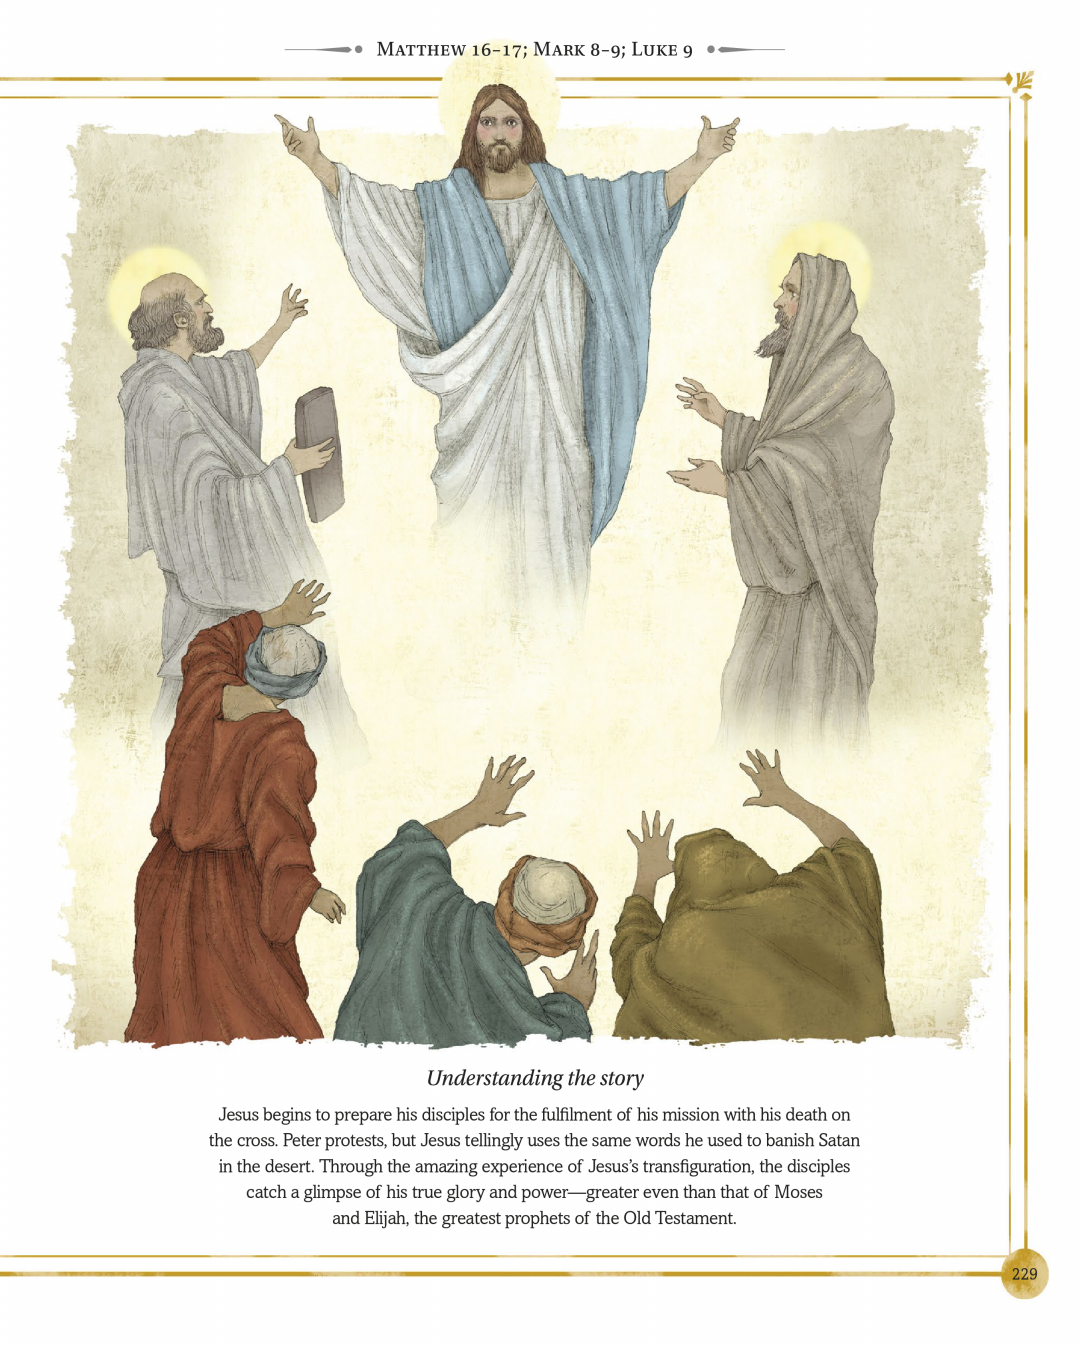 Matthew 16–17; Mark 8–9; Luke 9
Understanding the story
Jesus begins to prepare his disciples for the fulfilment of his mission with his death on
the cross. Peter protests, but Jesus tellingly uses the same words he used to banish Satan
in the desert. Through the amazing experience of Jesus’s transfiguration, the disciples
catch a glimpse of his true glory and power—greater even than that of Moses
and Elijah, the greatest prophets of the Old Testament.
229